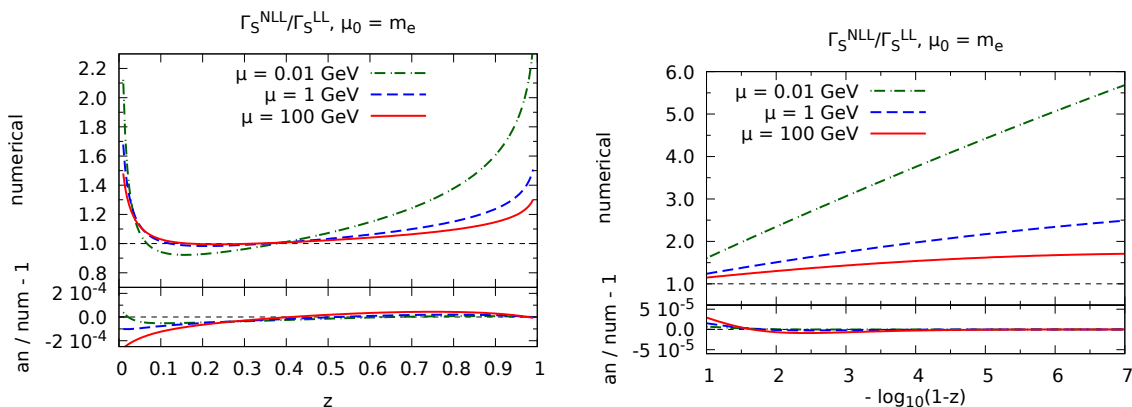 Γ_S^NLL/Γ_S^LL, μ_0 = m_e
numerical
2.2
2.0
1.8
1.6
1.4
1.2
1.0
0.8
μ = 0.01 GeV
μ = 1 GeV
μ = 100 GeV
an / num - 1
2 10^-4
0.0
-2 10^-4
0 0.1 0.2 0.3 0.4 0.5 0.6 0.7 0.8 0.9 1
z
Γ_S^NLL/Γ_S^LL, μ_0 = m_e
numerical
6.0
5.0
4.0
3.0
2.0
1.0
μ = 0.01 GeV
μ = 1 GeV
μ = 100 GeV
an / num - 1
5 10^-5
0.0
-5 10^-5
1 2 3 4 5 6 7
- log_10(1-z)